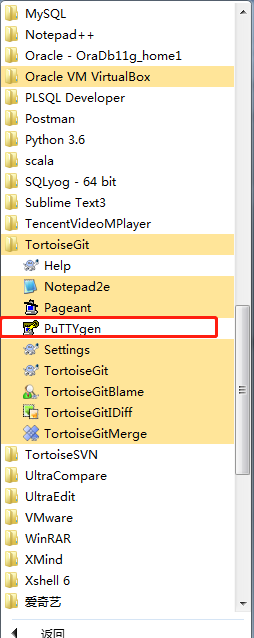 MySQL
Notepad++
Oracle - OraDb11g_home1
Oracle VM VirtualBox
PLSQL Developer
Postman
Python 3.6
scala
SQLyog - 64 bit
Sublime Text3
TencentVideoMPlayer
TortoiseGit
Help
Notepad2e
Pageant
PuTTYgen
Settings
TortoiseGit
TortoiseGitBlame
TortoiseGitIDiff
TortoiseGitMerge
TortoiseSVN
UltraCompare
UltraEdit
VMware
WinRAR
XMind
Xshell 6
爱奇艺
返回